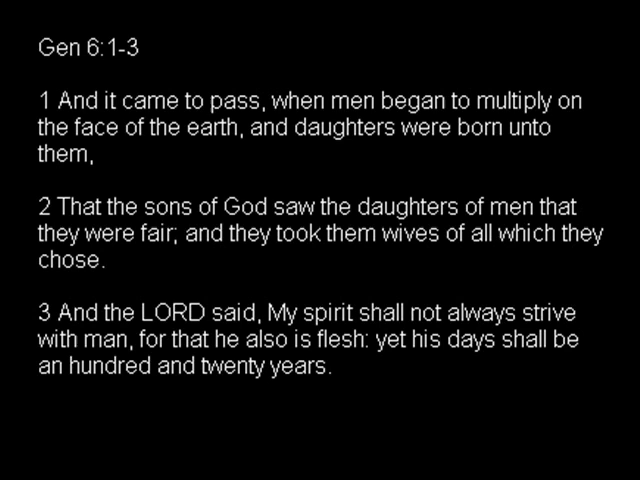 Gen 6:1-3
1 And it came to pass, when men began to multiply on
the face of the earth, and daughters were born unto
them,
2 That the sons of God saw the daughters of men that
they were fair; and they took them wives of all which they
chose.
3 And the LORD said, My spirit shall not always strive
with man, for that he also is flesh: yet his days shall be
an hundred and twenty years.